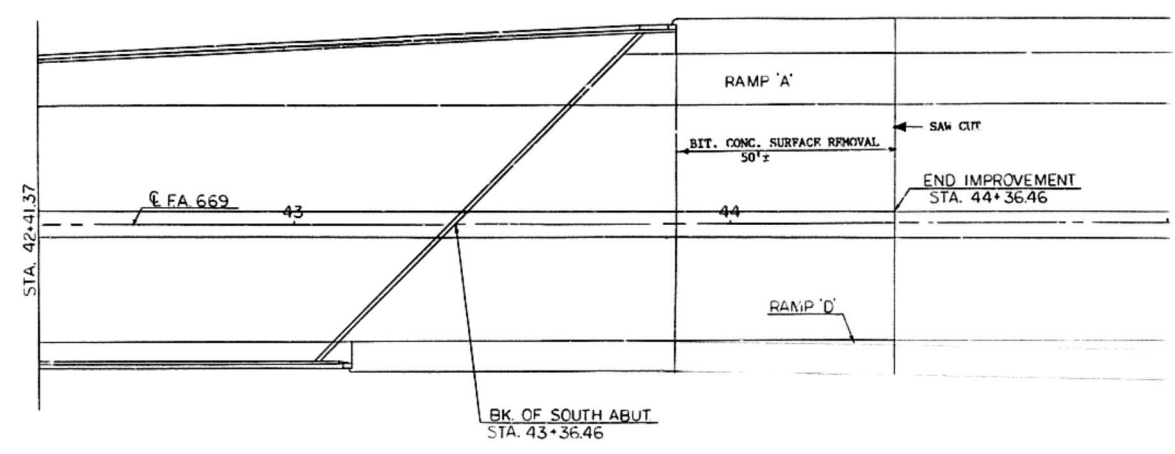 RAMP 'A'
SAW CUT
BIT. CONC. SURFACE REMOVAL
50'±
END IMPROVEMENT
STA. 44+36.46
℄ F.A. 669
43
44
STA. 42+41.37
RAMP 'D'
BK. OF SOUTH ABUT.
STA. 43+36.46